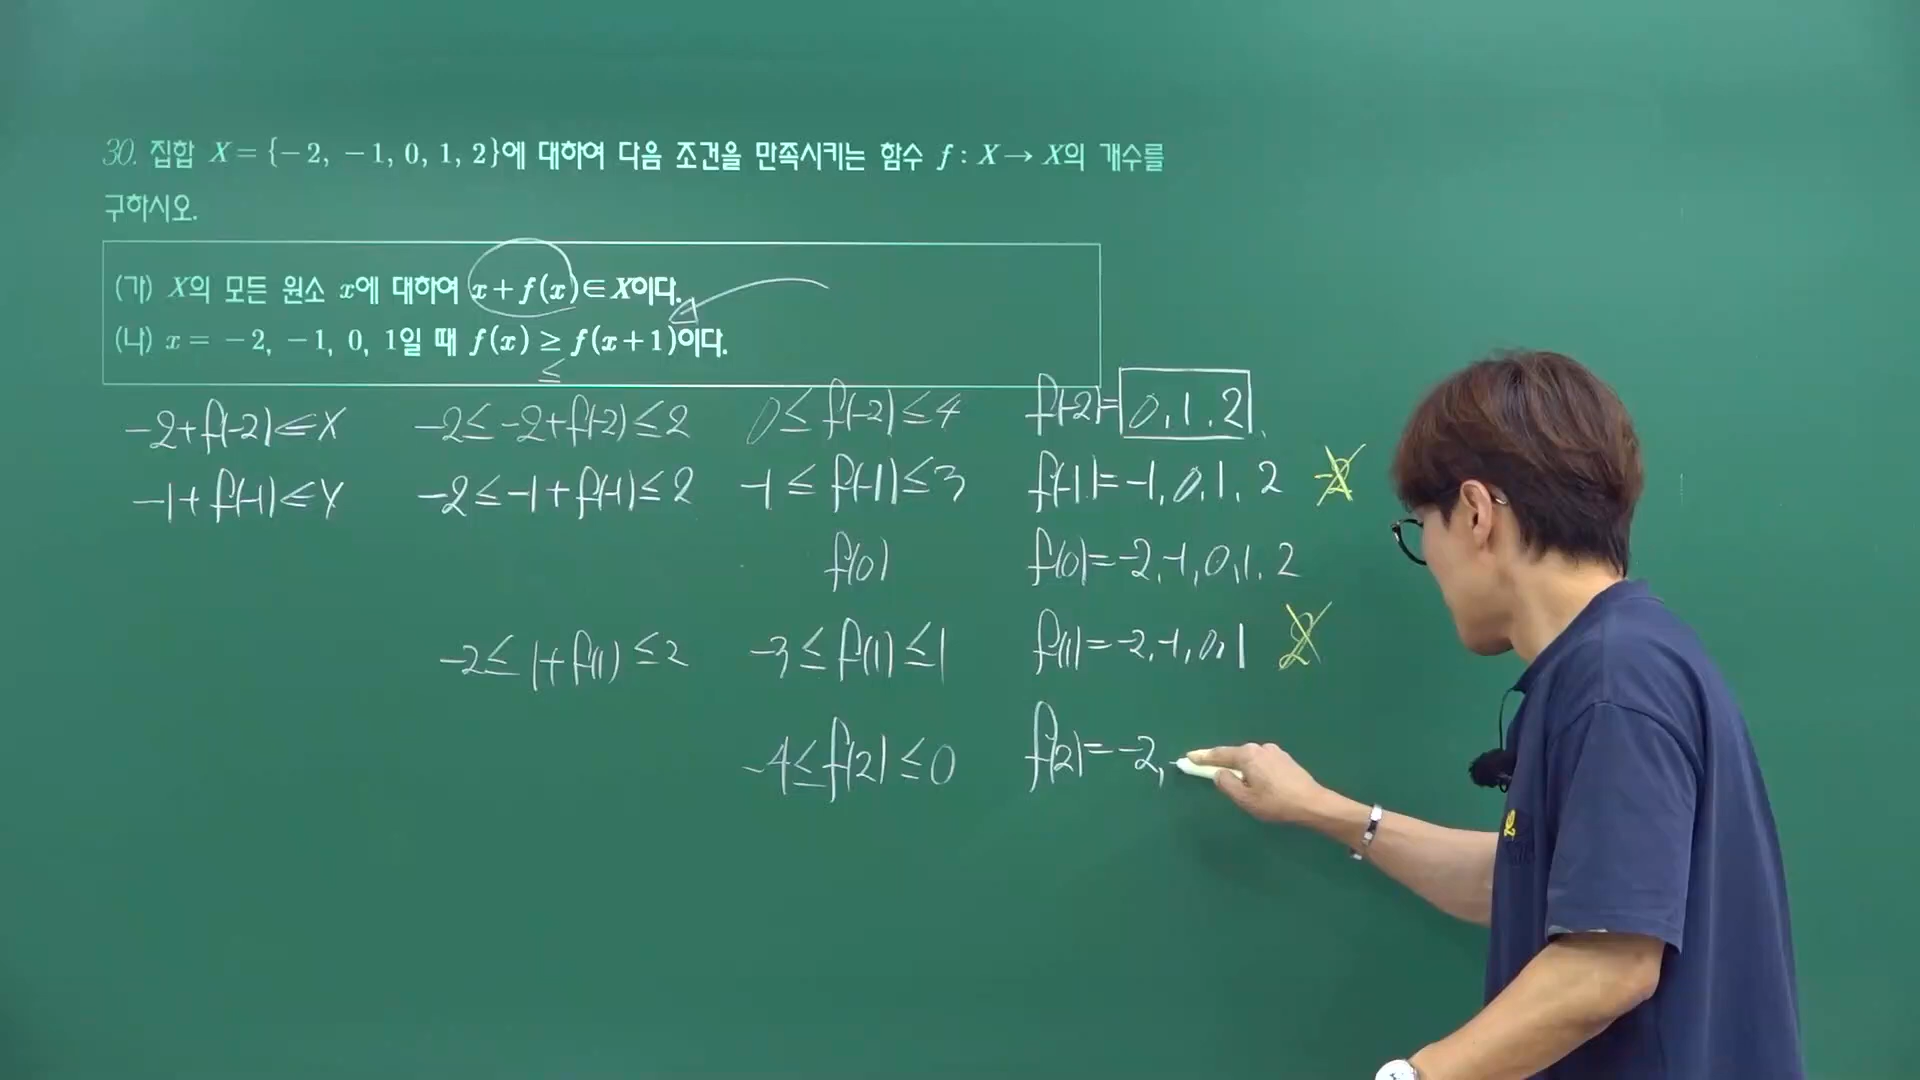 30. 집합 X = {-2, -1, 0, 1, 2}에 대하여 다음 조건을 만족시키는 함수 f : X → X의 개수를
구하시오.
(가) X의 모든 원소 x에 대하여 x+f(x)∈X이다.
(나) x = -2, -1, 0, 1일 때 f(x) ≥ f(x+1)이다.
≤
-2+f(-2)∈X -2≤-2+f(-2)≤2 0≤f(-2)≤4 f(-2)=0,1,2
-1+f(-1)∈X -2≤-1+f(-1)≤2 -1≤f(-1)≤3 f(-1)=-1,0,1,2 -2
f(0) f(0)=-2,-1,0,1,2
-2≤1+f(1)≤2 -3≤f(1)≤1 f(1)=-2,-1,0,1 2
-4≤f(2)≤0 f(2)=-2,-